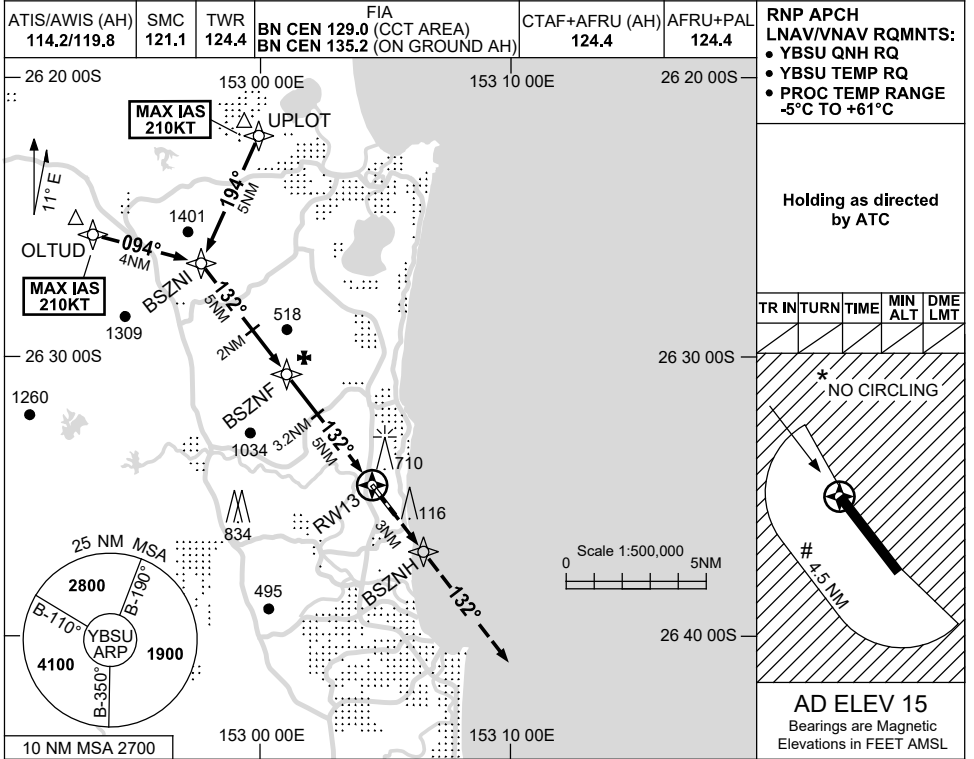 ATIS/AWIS (AH)
114.2/119.8
SMC
121.1
TWR
124.4
FIA
BN CEN 129.0 (CCT AREA)
BN CEN 135.2 (ON GROUND AH)
CTAF+AFRU (AH)
124.4
AFRU+PAL
124.4
RNP APCH
LNAV/VNAV RQMNTS:
• YBSU QNH RQ
• YBSU TEMP RQ
• PROC TEMP RANGE
-5°C TO +61°C
26 20 00S
153 00 00E
153 10 00E
26 20 00S
MAX IAS
210KT
UPLOT
11° E
194°
5NM
1401
OLTUD
094°
4NM
MAX IAS
210KT
BSZNI
132°
5NM
2NM
1309
518
26 30 00S
26 30 00S
BSZNF
1260
1034
3.2NM
132°
5NM
710
RW13
116
834
3NM
BSZNH
132°
495
Scale 1:500,000
0
5NM
25 NM MSA
2800
B-190°
B-110°
YBSU
ARP
1900
4100
B-350°
26 40 00S
10 NM MSA 2700
153 00 00E
153 10 00E
Holding as directed
by ATC
TR IN
TURN
TIME
MIN
ALT
DME
LMT
*
NO CIRCLING
#
4.5 NM
AD ELEV 15
Bearings are Magnetic
Elevations in FEET AMSL